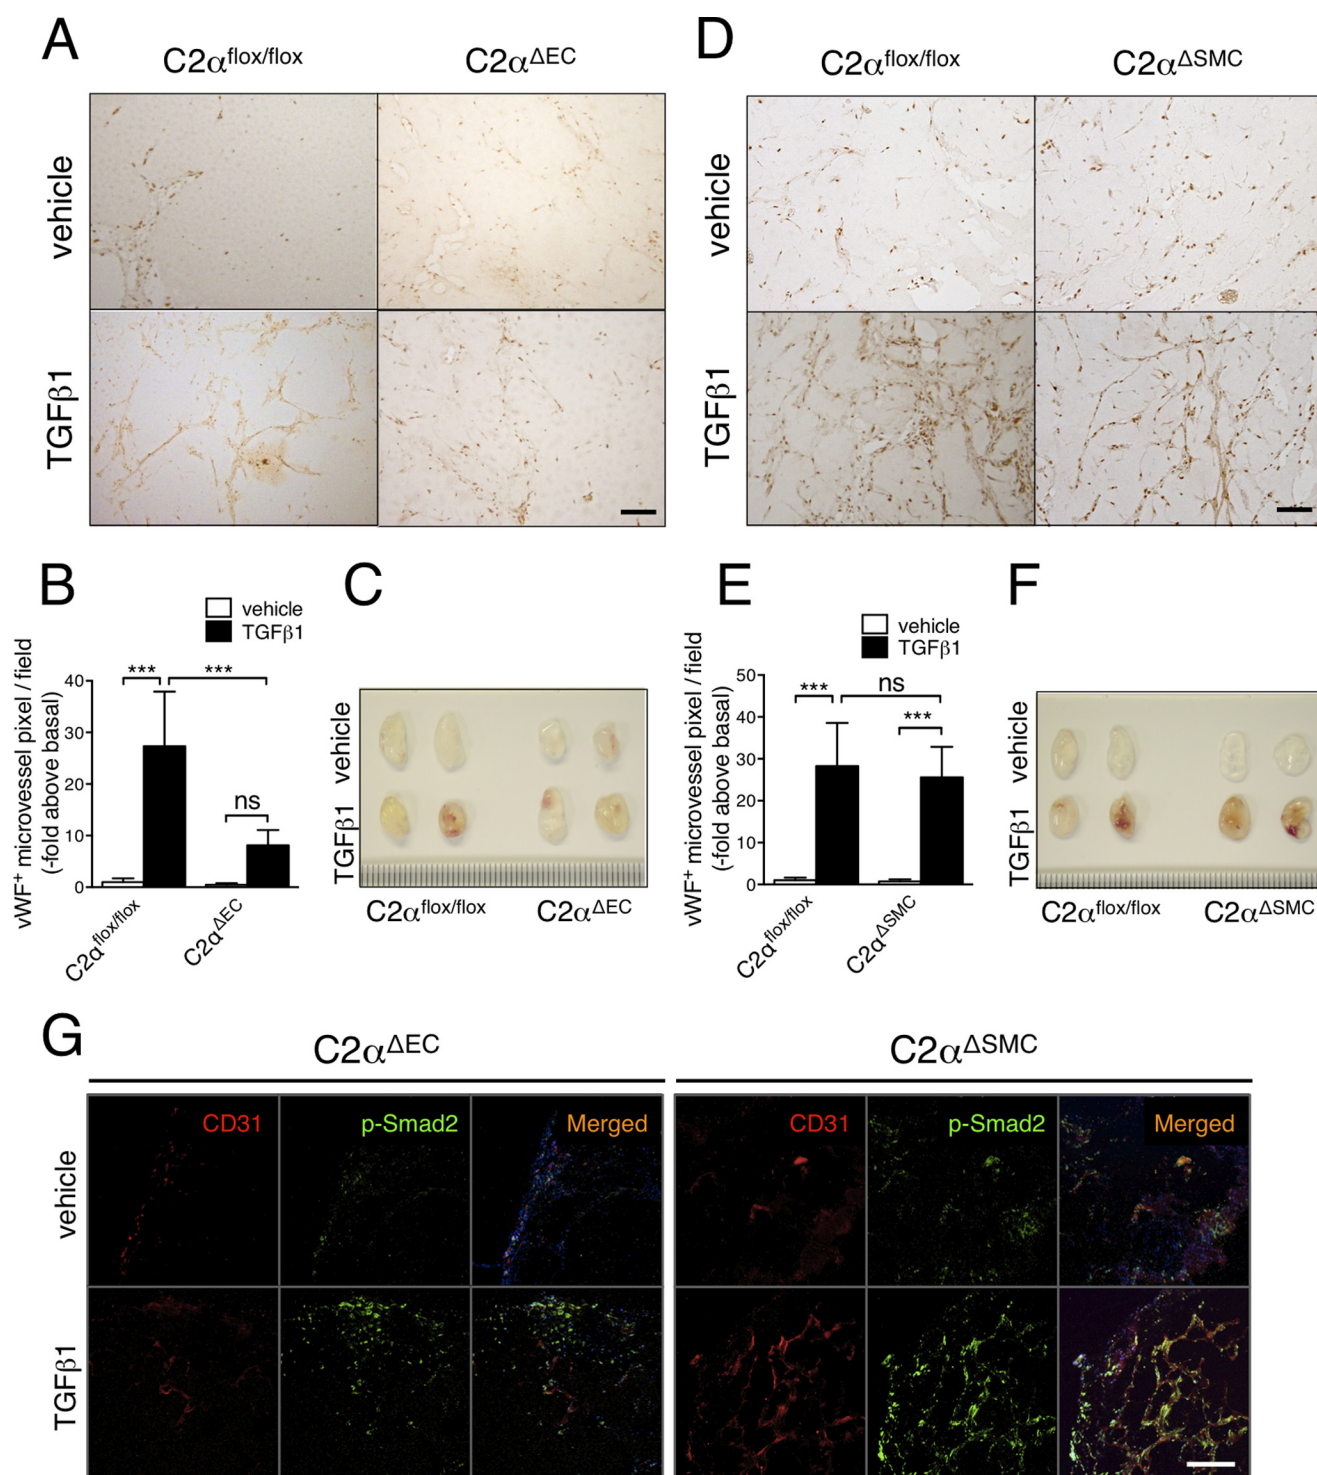 A
C2α^flox/flox
C2α^ΔEC
vehicle
TGFβ1
D
C2α^flox/flox
C2α^ΔSMC
vehicle
TGFβ1
B
vehicle
TGFβ1
vWF⁺ microvessel pixel / field
(-fold above basal)
40
30
20
10
0
***
***
ns
C2α^flox/flox
C2α^ΔEC
C
vehicle
TGFβ1
C2α^flox/flox
C2α^ΔEC
E
vehicle
TGFβ1
vWF⁺ microvessel pixel / field
(-fold above basal)
50
40
30
20
10
0
***
ns
***
C2α^flox/flox
C2α^ΔSMC
F
vehicle
TGFβ1
C2α^flox/flox
C2α^ΔSMC
G
C2α^ΔEC
C2α^ΔSMC
vehicle
CD31
p-Smad2
Merged
CD31
p-Smad2
Merged
TGFβ1